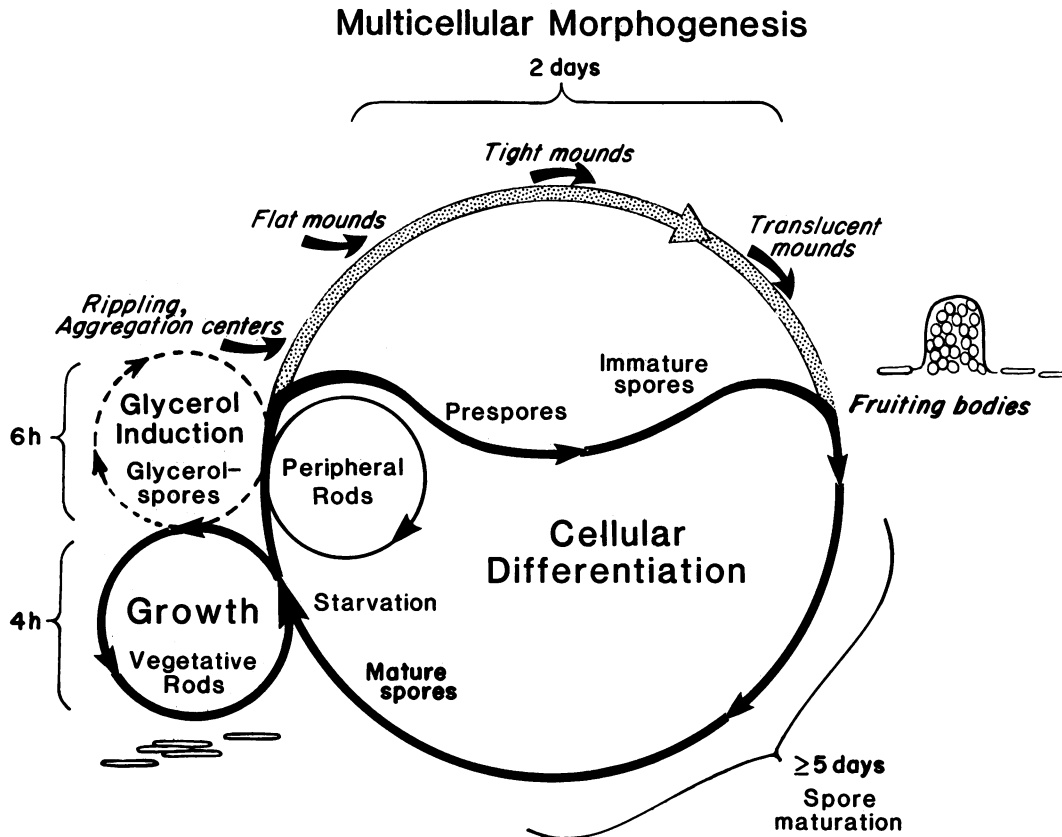 Multicellular Morphogenesis
2 days
Tight mounds
Flat mounds
Translucent
mounds
Rippling,
Aggregation centers
Immature
spores
Fruiting bodies
Prespores
Glycerol
Induction
6h
Glycerol-
spores
Peripheral
Rods
Cellular
Differentiation
Growth
Starvation
4h
Vegetative
Rods
Mature
spores
≥5 days
Spore
maturation